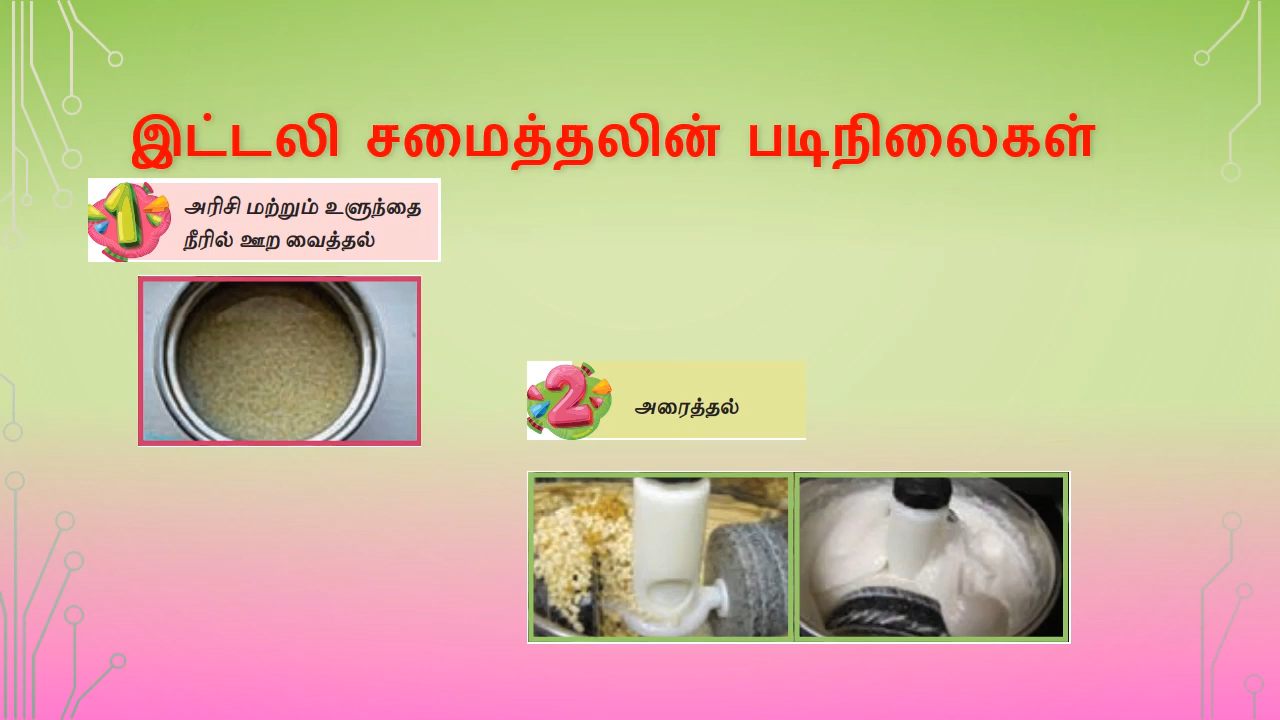 இட்டலி சமைத்தலின் படிநிலைகள்
1
அரிசி மற்றும் உளுந்தை
நீரில் ஊற வைத்தல்
2
அரைத்தல்